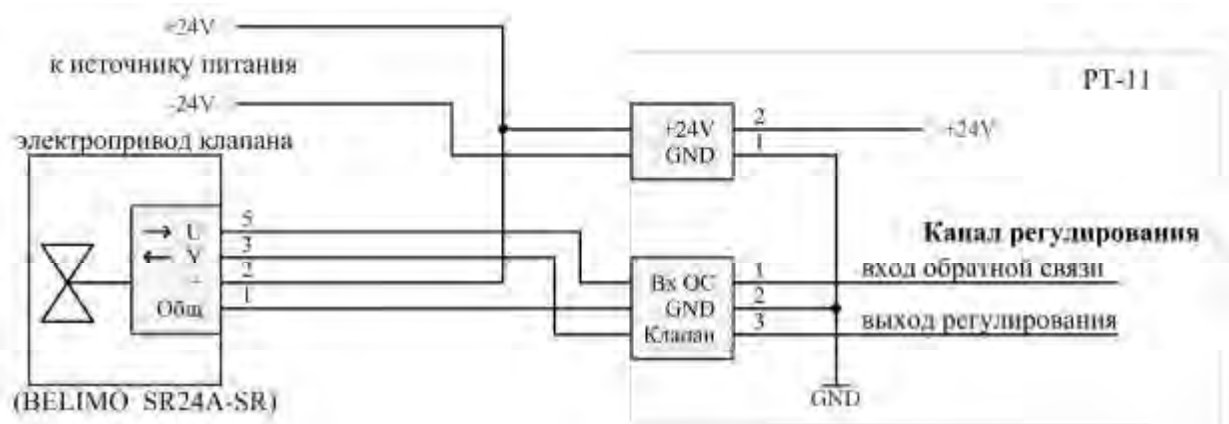 +24V
к источнику питания
-24V
электропривод клапана
РТ-11
+24V
GND
2
1
+24V
→ U
← Y
+
Общ
5
3
2
1
Канал регулирования
Вх ОС
GND
Клапан
1
2
3
вход обратной связи
выход регулирования
GND
(BELIMO SR24A-SR)